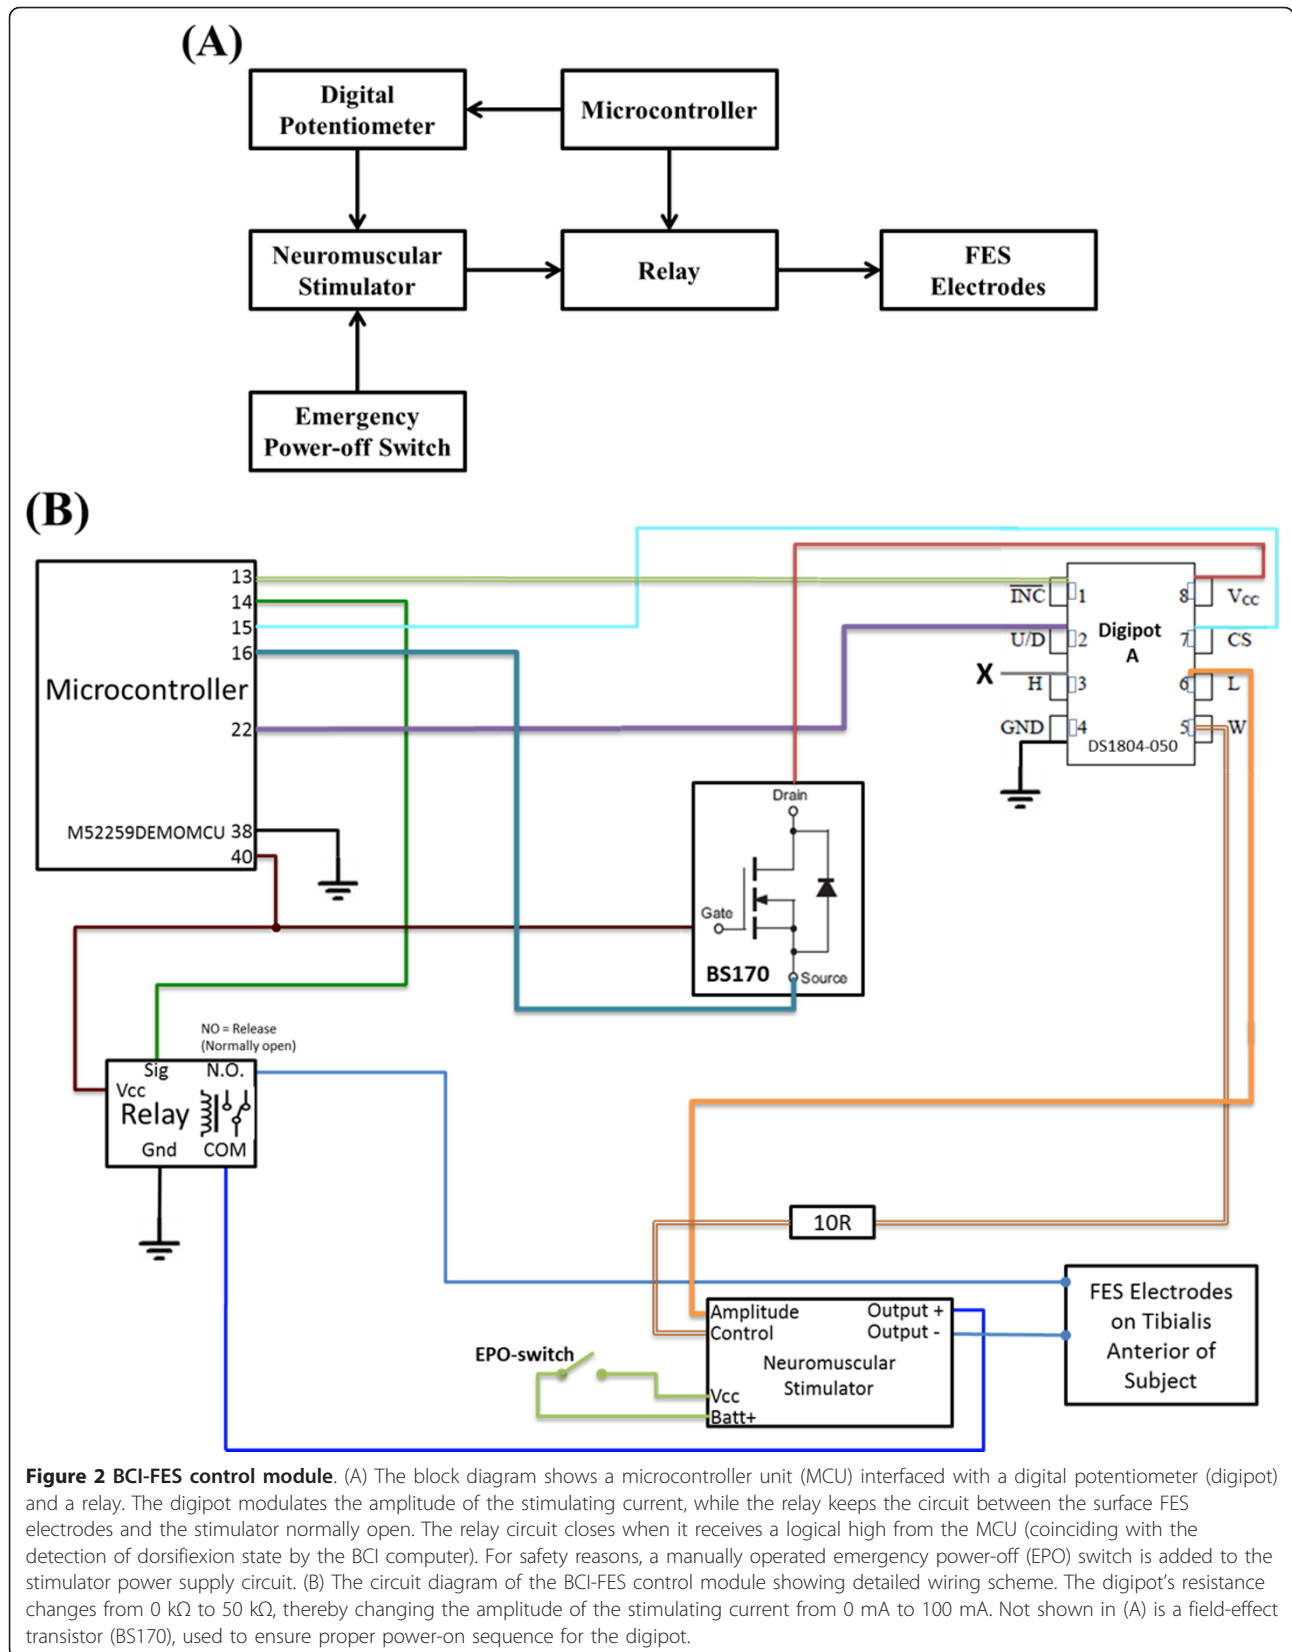 (A)
Digital
Potentiometer
Microcontroller
Neuromuscular
Stimulator
Relay
FES
Electrodes
Emergency
Power-off Switch
(B)
13
14
15
16
Microcontroller
22
M52259DEMOMCU 38
40
INC 1
U/D 2
X
H 3
GND 4
Digipot
A
8 VCC
7 CS
6 L
5 W
DS1804-050
Drain
Gate
BS170
Source
NO = Release
(Normally open)
Sig N.O.
Vcc
Relay
Gnd COM
10R
Amplitude Output +
Control Output -
Neuromuscular
Stimulator
EPO-switch
Vcc
Batt+
FES Electrodes
on Tibialis
Anterior of
Subject
Figure 2 BCI-FES control module. (A) The block diagram shows a microcontroller unit (MCU) interfaced with a digital potentiometer (digipot)
and a relay. The digipot modulates the amplitude of the stimulating current, while the relay keeps the circuit between the surface FES
electrodes and the stimulator normally open. The relay circuit closes when it receives a logical high from the MCU (coinciding with the
detection of dorsifiexion state by the BCI computer). For safety reasons, a manually operated emergency power-off (EPO) switch is added to the
stimulator power supply circuit. (B) The circuit diagram of the BCI-FES control module showing detailed wiring scheme. The digipot's resistance
changes from 0 kΩ to 50 kΩ, thereby changing the amplitude of the stimulating current from 0 mA to 100 mA. Not shown in (A) is a field-effect
transistor (BS170), used to ensure proper power-on sequence for the digipot.